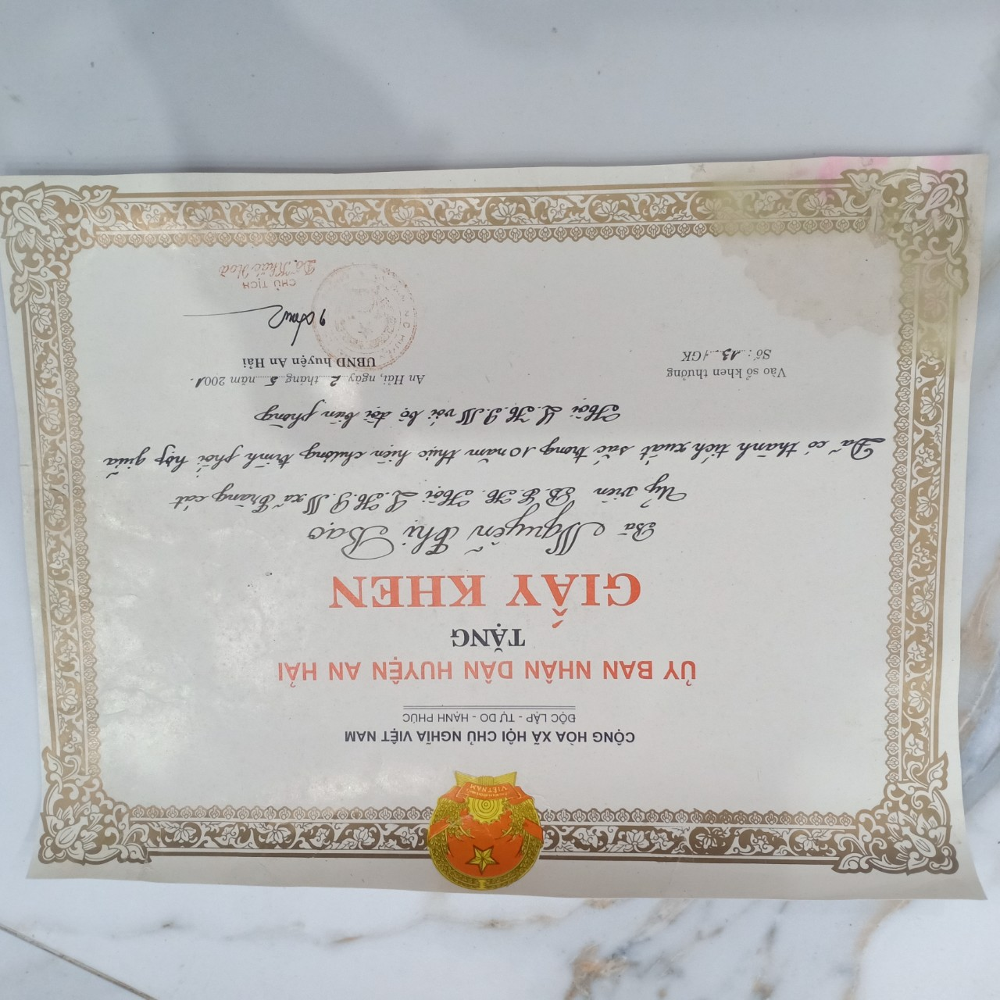 VIỆT NAM
CỘNG HÒA XÃ HỘI CHỦ NGHĨA VIỆT NAM
ĐỘC LẬP - TỰ DO - HẠNH PHÚC
ỦY BAN NHÂN DÂN HUYỆN AN HẢI
TẶNG
GIẤY KHEN
Bà Nguyễn Thị Bạo
Uỷ viên B.C.H. Hội L.H.P.N xã Tràng cát
Đã có thành tích xuất sắc trong 10 năm thực hiện chương trình phối hợp giữa
Hội L.H.P.N với bộ đội biên phòng
Vào sổ khen thưởng
Số : 13 /GK
An Hải, ngày 2 tháng 5 năm 2001.
UBND huyện An Hải
CHỦ TỊCH
Đỗ Khắc Hoà